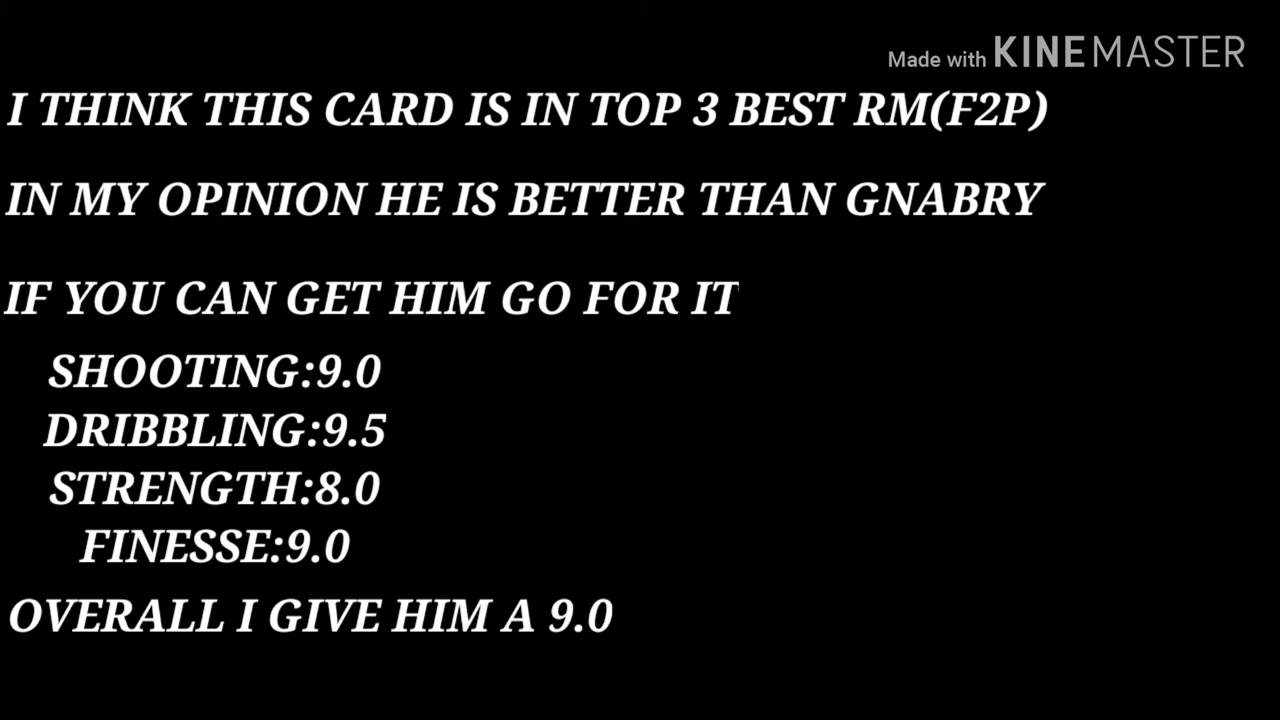 Made with KINEMASTER
I THINK THIS CARD IS IN TOP 3 BEST RM(F2P)
IN MY OPINION HE IS BETTER THAN GNABRY
IF YOU CAN GET HIM GO FOR IT
SHOOTING:9.0
DRIBBLING:9.5
STRENGTH:8.0
FINESSE:9.0
OVERALL I GIVE HIM A 9.0